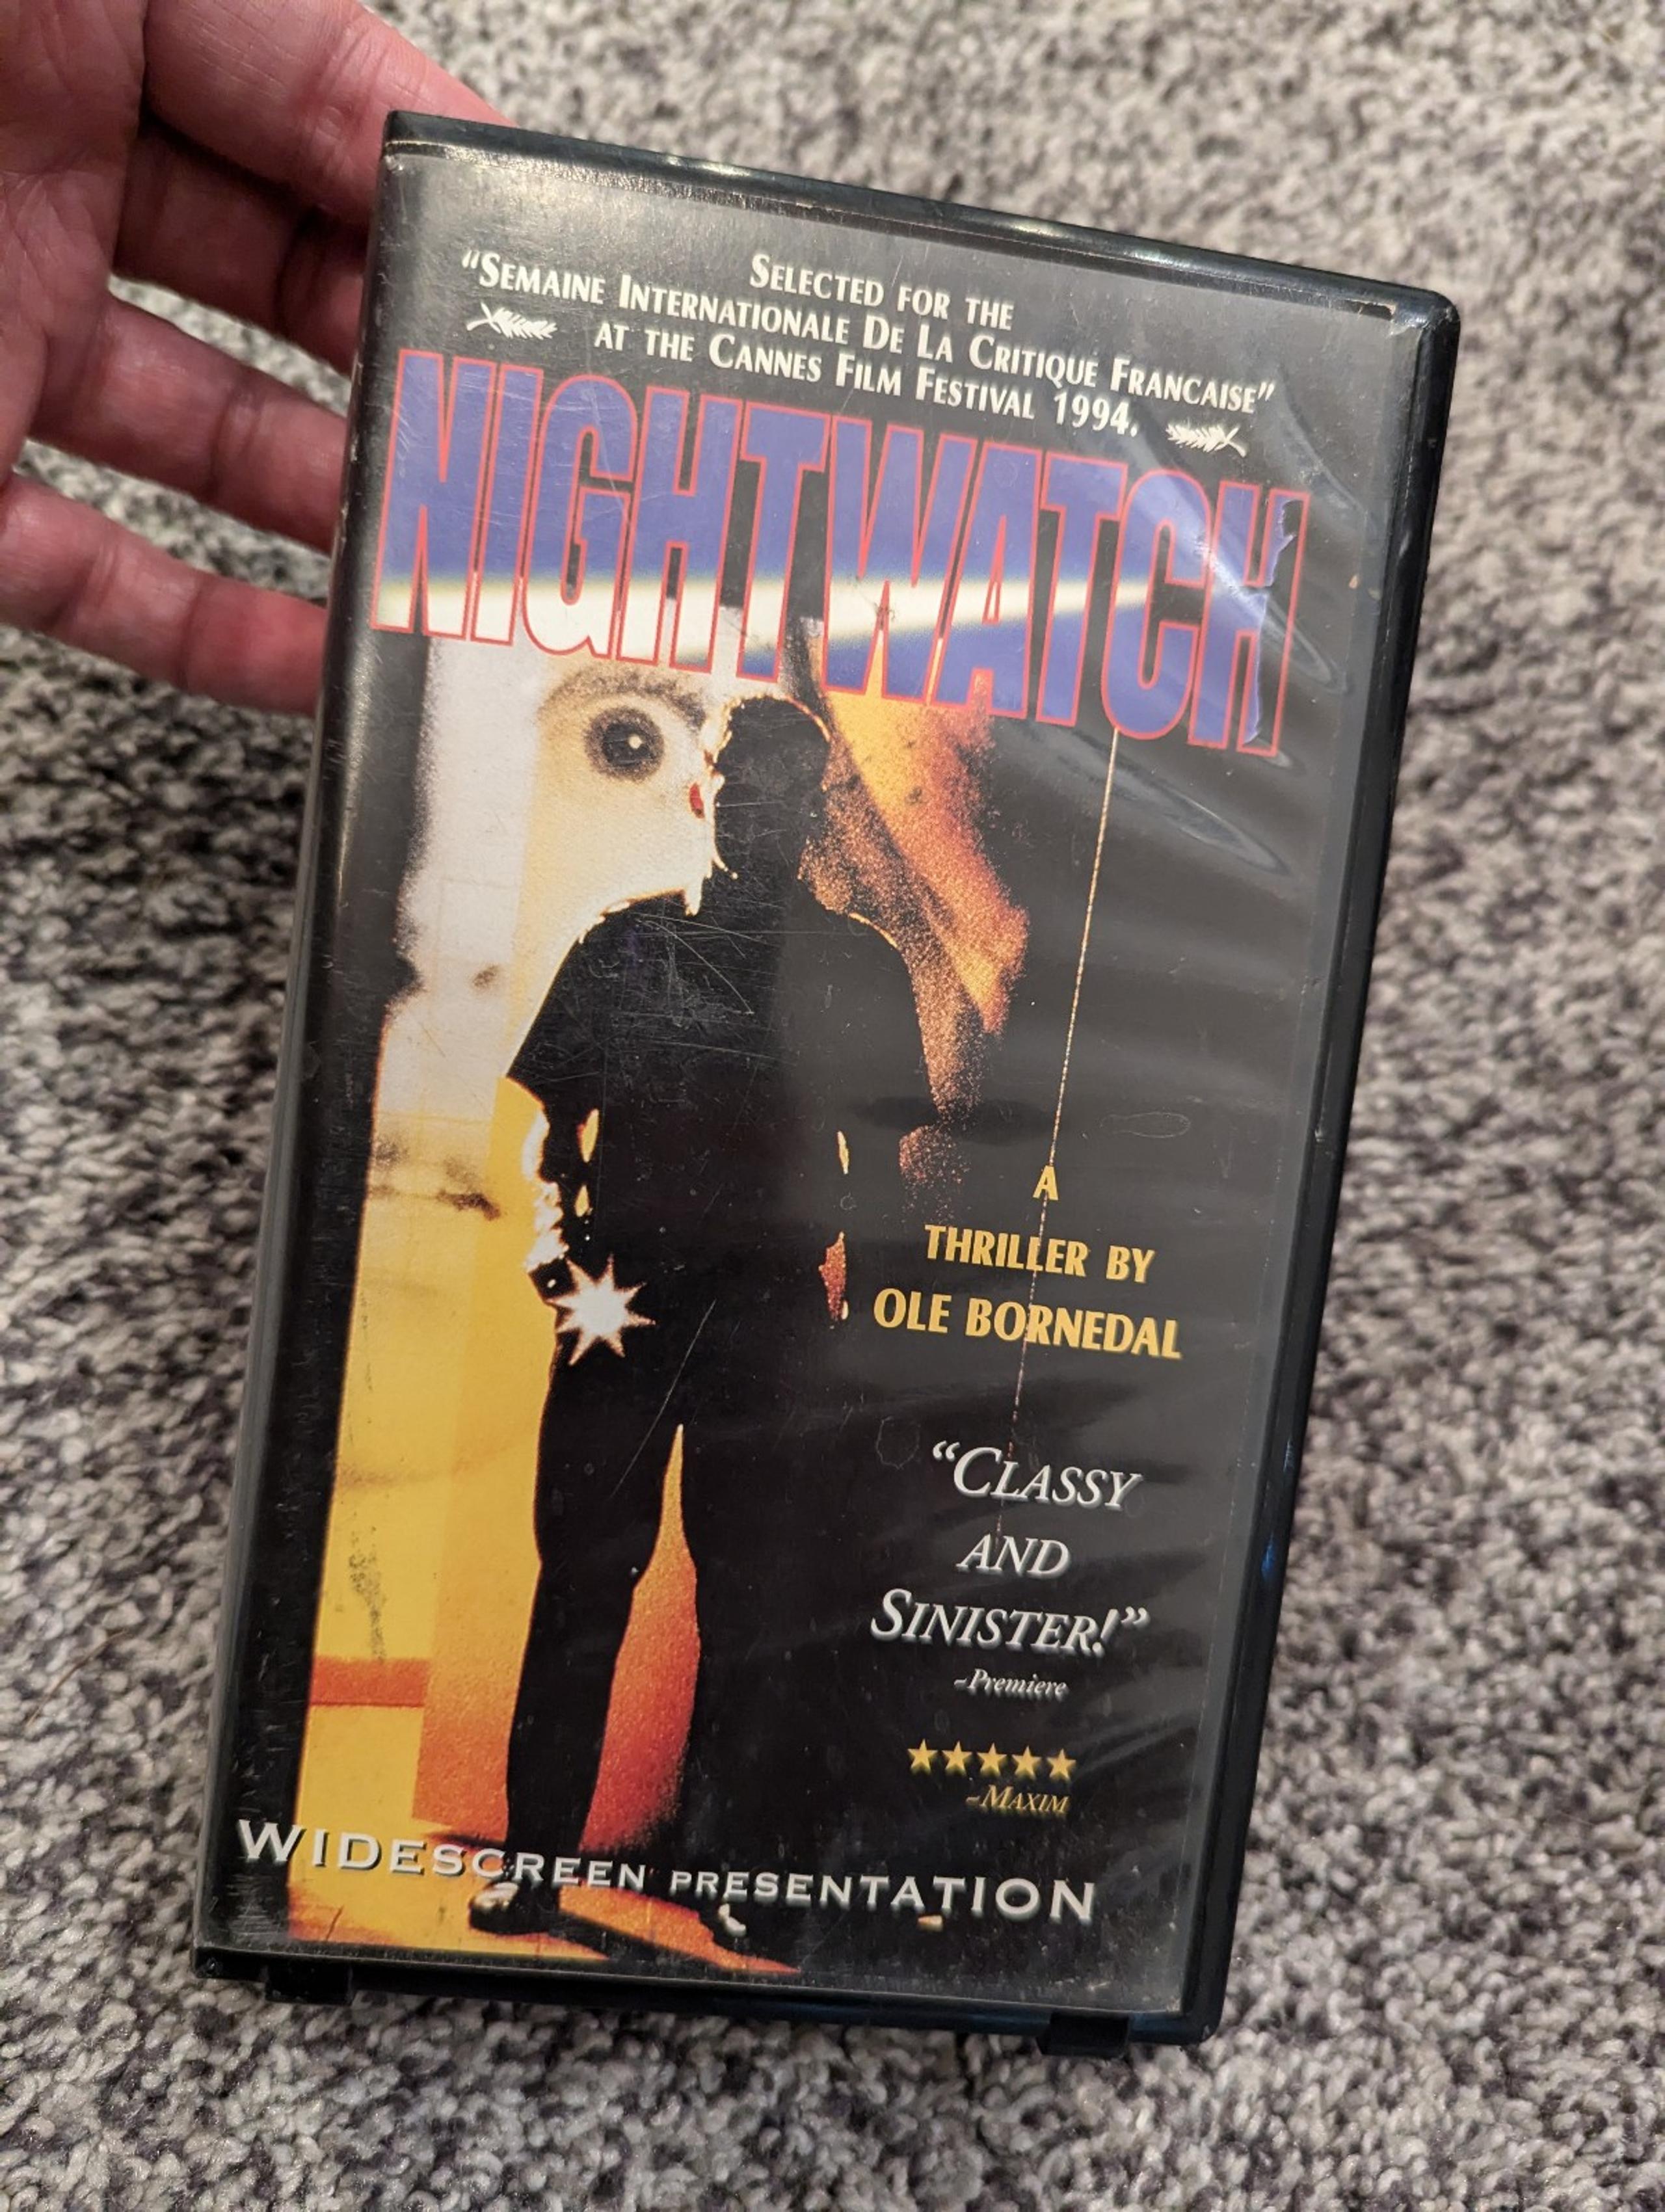 SELECTED FOR THE
"SEMAINE INTERNATIONALE DE LA CRITIQUE FRANCAISE"
AT THE CANNES FILM FESTIVAL 1994.
NIGHTWATCH
A
THRILLER BY
OLE BORNEDAL
"CLASSY
AND
SINISTER!"
~Premiere
★★★★★
~MAXIM
WIDESCREEN PRESENTATION